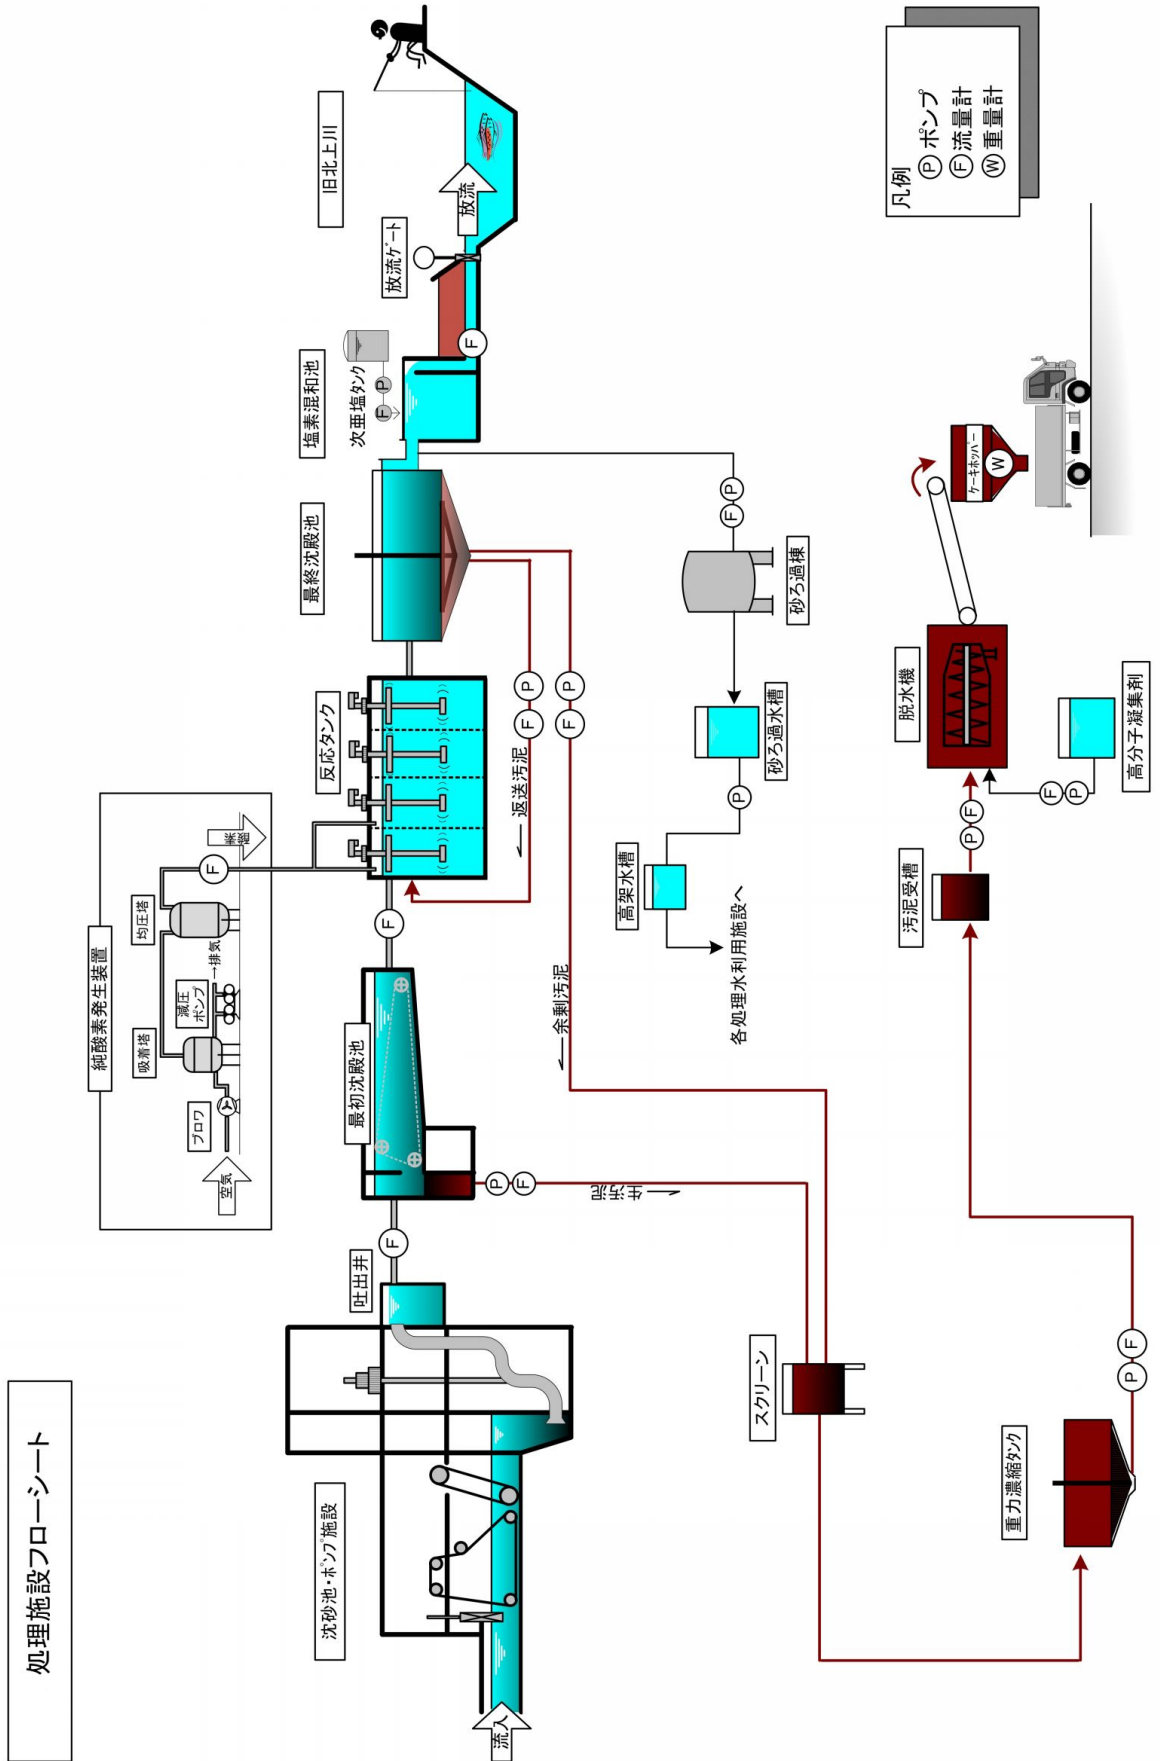 処理施設フローシート
純酸素発生装置
空気
ブロワ
吸着塔
減圧
ポンプ
→排気
均圧塔
F
酸素
流入
沈砂池・ポンプ施設
吐出井
F
最初沈殿池
P
F
生汚泥
F
反応タンク
返送汚泥
F
P
余剰汚泥
F
P
最終沈殿池
塩素混和池
次亜塩タンク
F
P
F
放流ゲート
放流
旧北上川
F
P
砂ろ過棟
砂ろ過水槽
P
高架水槽
各処理水利用施設へ
スクリーン
重力濃縮タンク
P
F
汚泥受槽
P
F
脱水機
F
P
高分子凝集剤
ケーキホッパー
W
凡例
P ポンプ
F 流量計
W 重量計